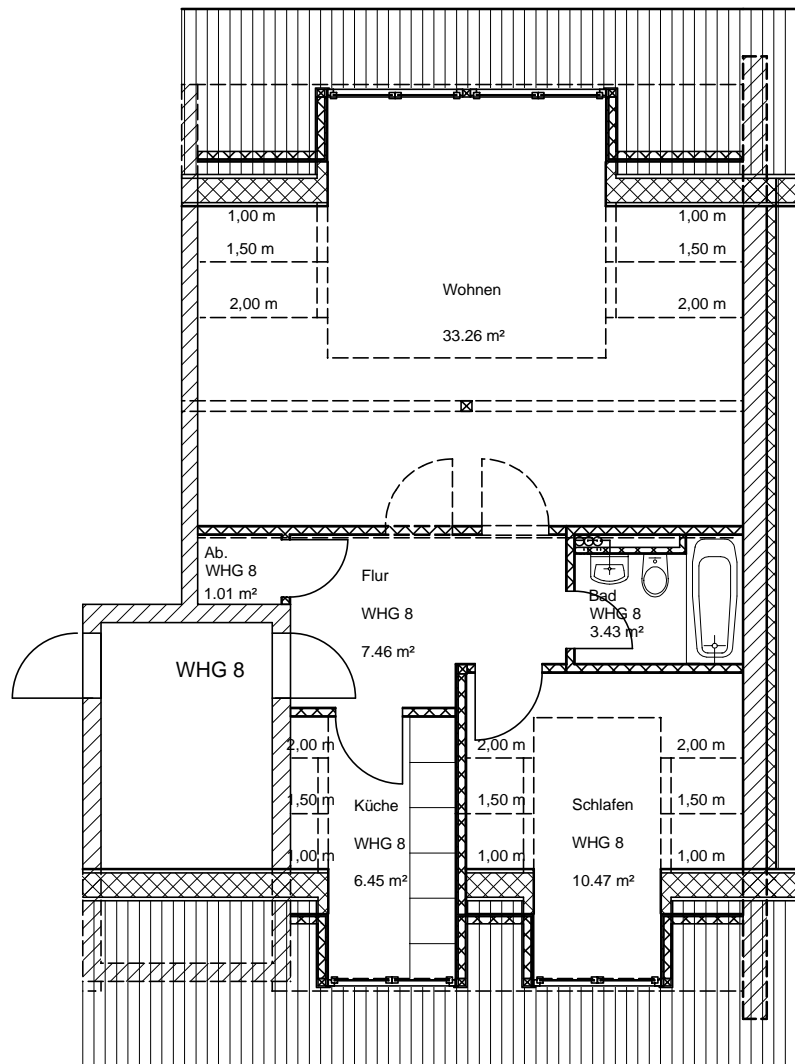 1,00 m
1,00 m
1,50 m
1,50 m
2,00 m
2,00 m
Wohnen
33.26 m²
Ab.
WHG 8
1.01 m²
Flur
WHG 8
7.46 m²
Bad
WHG 8
3.43 m²
WHG 8
2,00 m
2,00 m
2,00 m
1,50 m
1,50 m
1,50 m
1,00 m
1,00 m
1,00 m
Küche
WHG 8
6.45 m²
Schlafen
WHG 8
10.47 m²